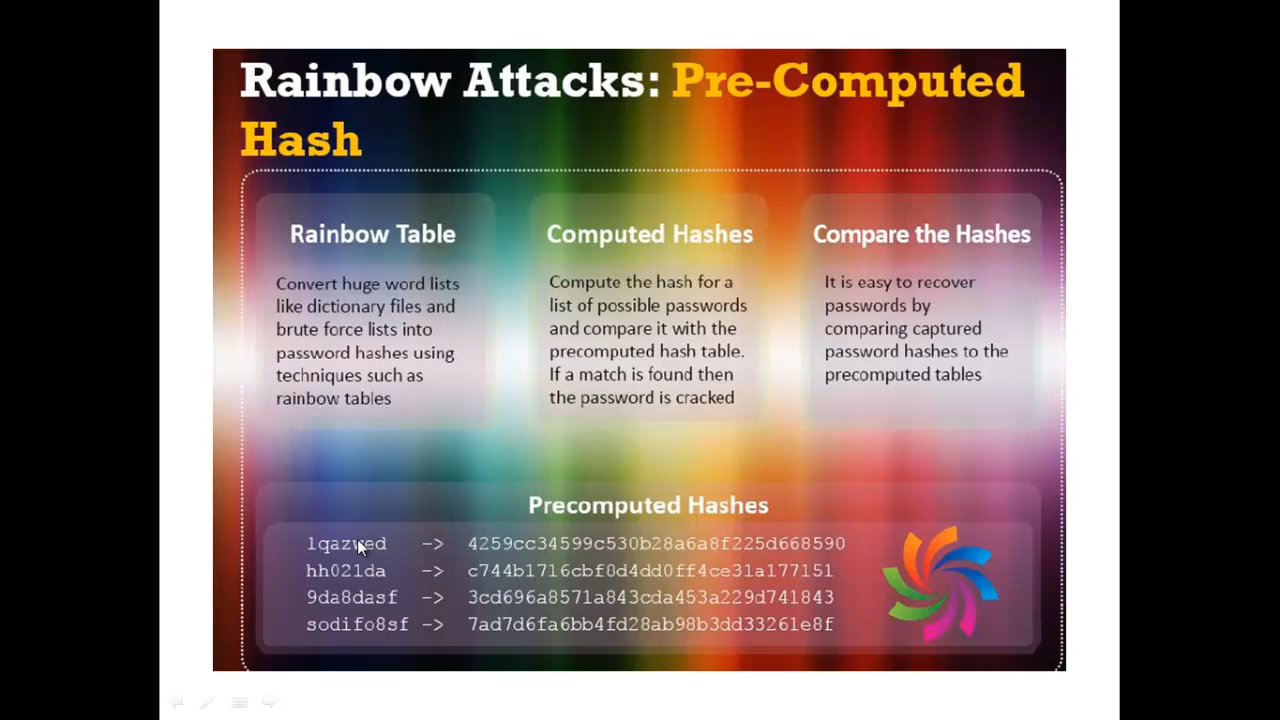 Rainbow Attacks: Pre-Computed
Hash
Rainbow Table
Convert huge word lists
like dictionary files and
brute force lists into
password hashes using
techniques such as
rainbow tables
Computed Hashes
Compute the hash for a
list of possible passwords
and compare it with the
precomputed hash table.
If a match is found then
the password is cracked
Compare the Hashes
It is easy to recover
passwords by
comparing captured
password hashes to the
precomputed tables
Precomputed Hashes
1qazwed -> 4259cc34599c530b28a6a8f225d668590
hh021da -> c744b1716cbf8d4dd0ff4ce31a177151
9da8dasf -> 3cd696a8571a843cda453a229d741843
sodifo8sf -> 7ad7d6fa6bb4fd28ab98b3dd33261e8f